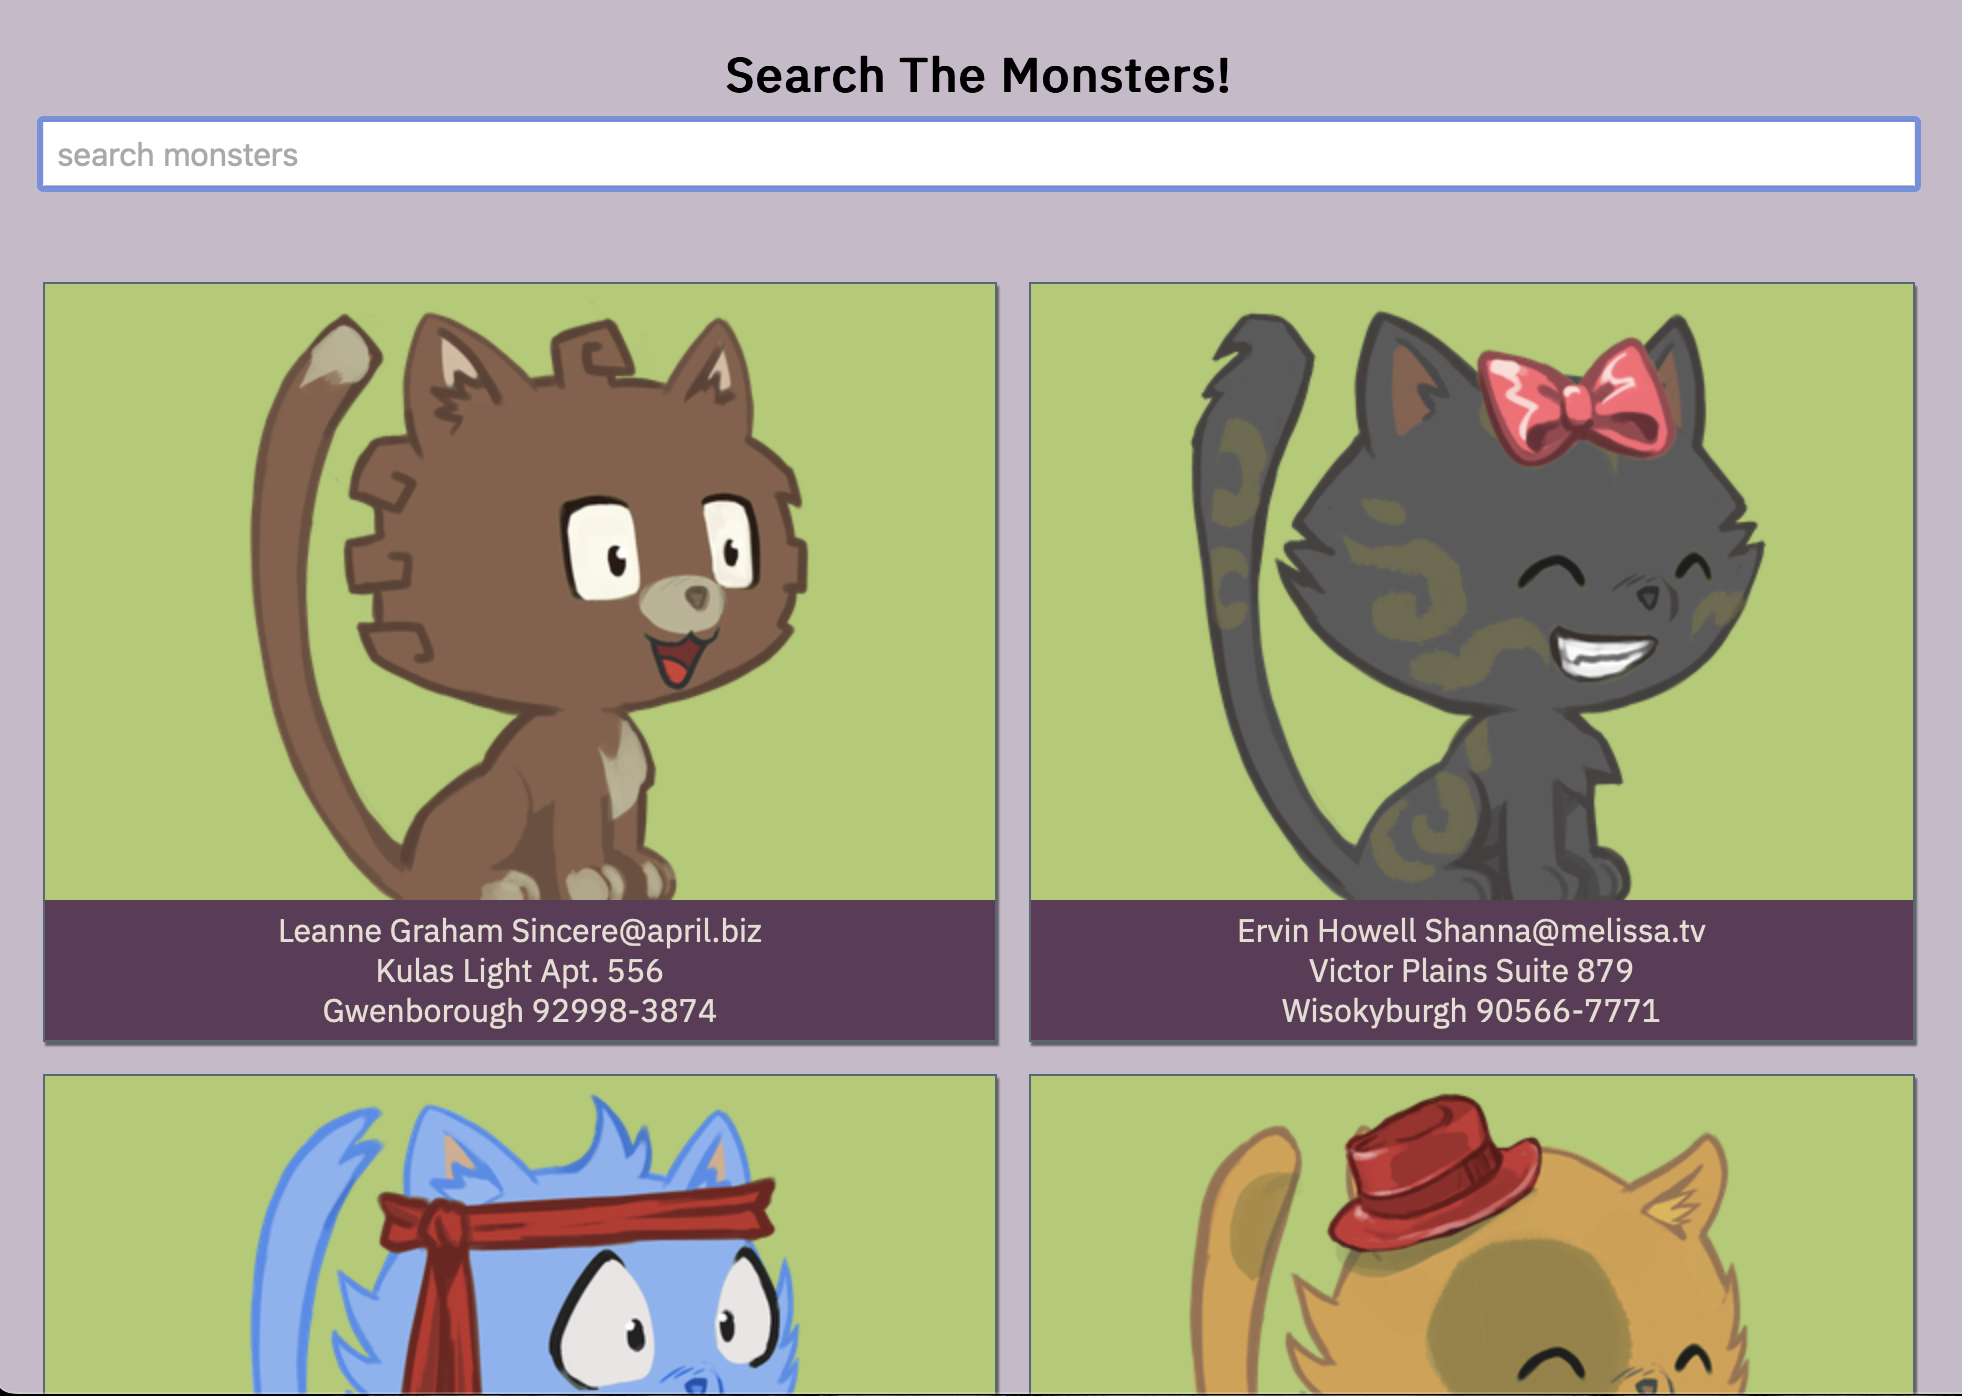 Search The Monsters!
search monsters
Leanne Graham Sincere@april.biz
Kulas Light Apt. 556
Gwenborough 92998-3874
Ervin Howell Shanna@melissa.tv
Victor Plains Suite 879
Wisokyburgh 90566-7771